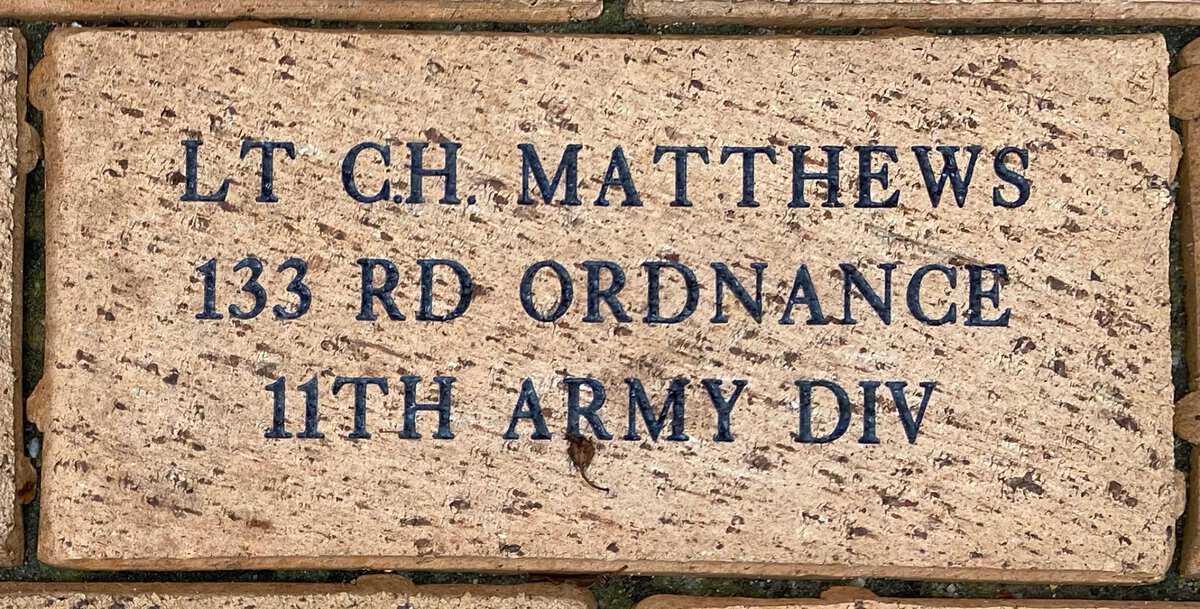 LT C.H. MATTHEWS
133 RD ORDNANCE
11TH ARMY DIV